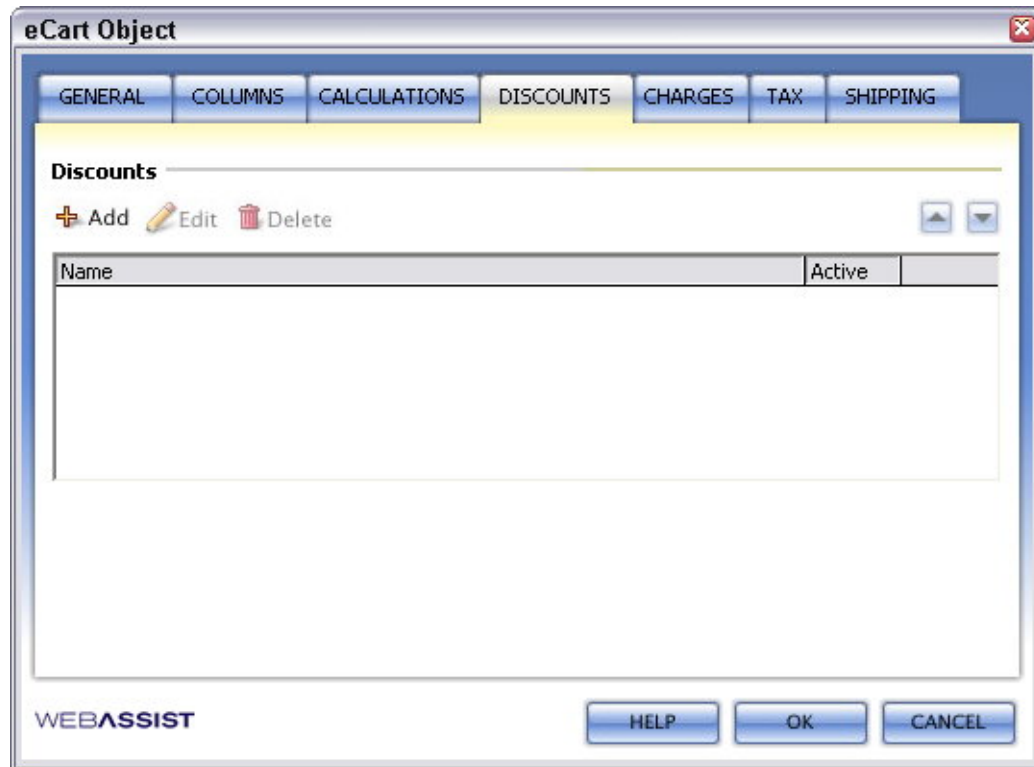 eCart Object
GENERAL COLUMNS CALCULATIONS DISCOUNTS CHARGES TAX SHIPPING
Discounts
Add Edit Delete
Name Active
WEBASSIST HELP OK CANCEL